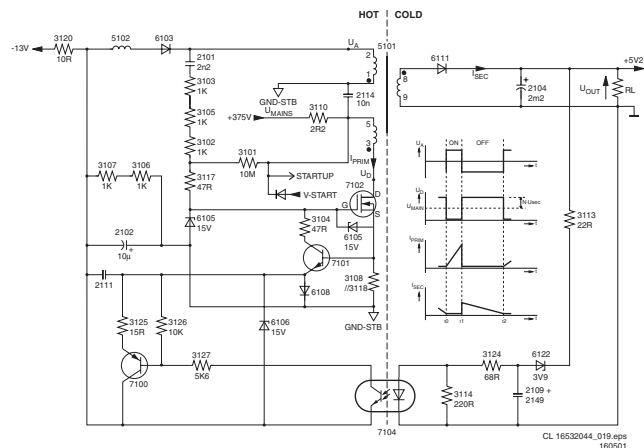 HOT COLD
-13V
3120
10R
5102
6103
2101
2n2
3103
1K
3105
1K
3102
1K
3117
47R
3107
1K
3106
1K
2102
10µ
+
6105
15V
2111
3125
15R
3126
10K
7100
3127
5K6
6106
15V
6108
7101
3104
47R
3101
10M
STARTUP
V-START
7102
G
D
S
6105
15V
3108
//3118
GND-STB
UA
5101
2
1
GND-STB
2114
10n
+375V
UMAINS
3110
2R2
5
3
IPRIM
UD
8
9
6111
ISEC
+
2104
2m2
+5V2
UOUT
RL
UA
ON
OFF
t
UD
UMAIN
N·Usec
t
IPRIM
t
ISEC
t
t0
t1
t2
3113
22R
3124
68R
6122
3V9
3114
220R
2109 +
2149
7104
CL 16532044_019.eps
160501